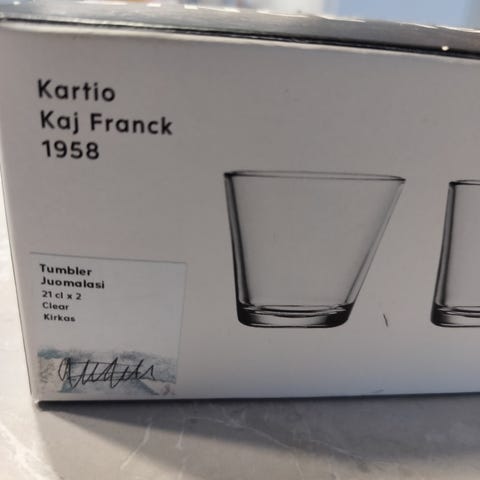 Kartio
Kaj Franck
1958
Tumbler
Juomalasi
21 cl x 2
Clear
Kirkas